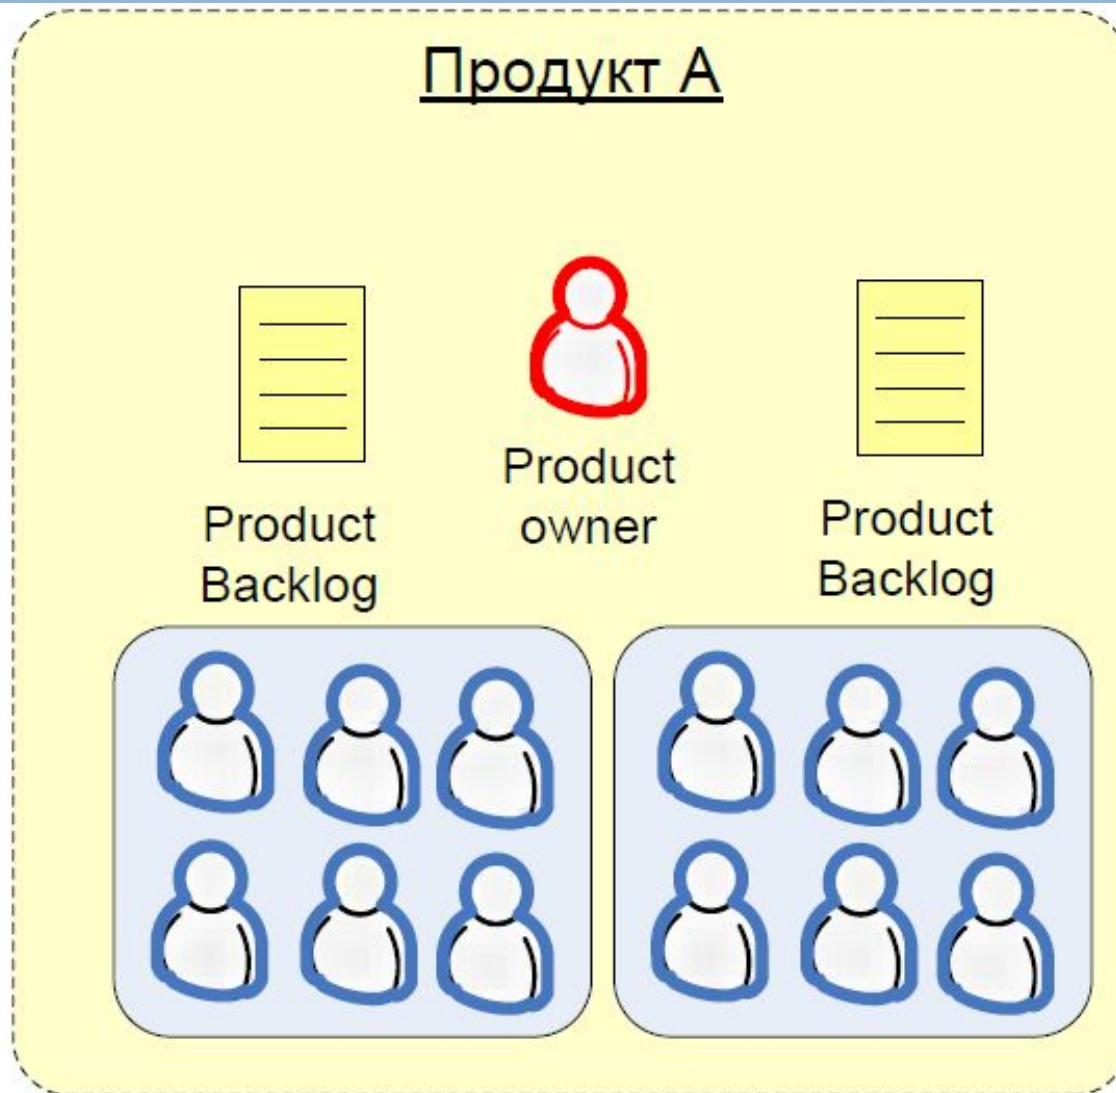 Продукт А
Product
owner
Product
Backlog
Product
Backlog